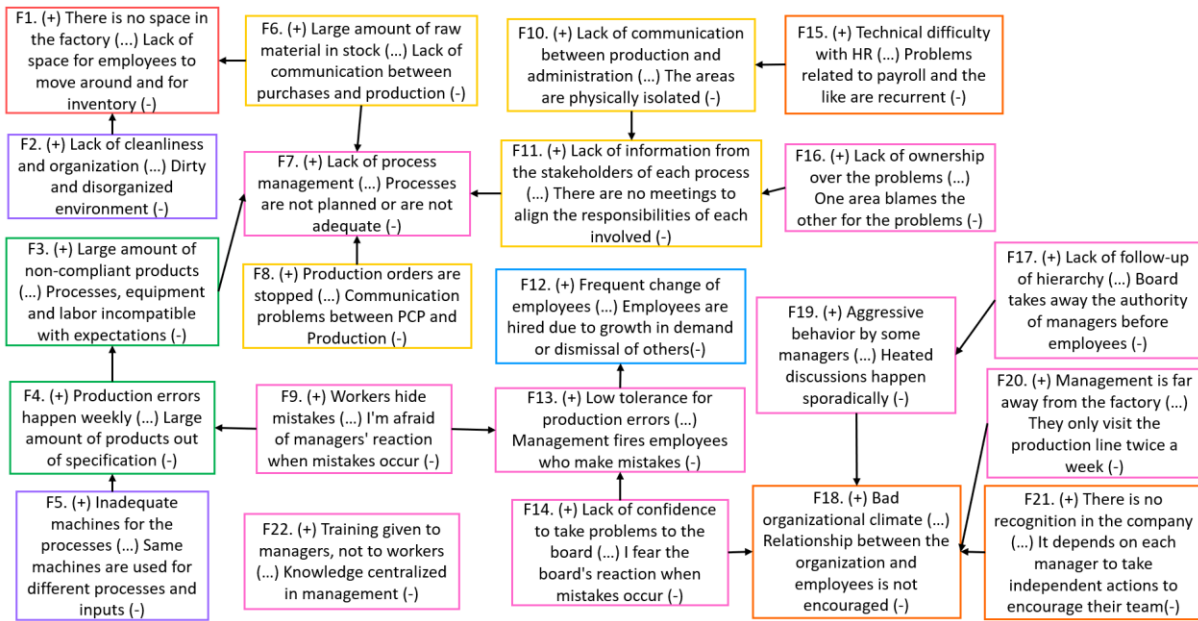 F1. (+) There is no space in
the factory (...) Lack of
space for employees to
move around and for
inventory (-)
F2. (+) Lack of cleanliness
and organization (...) Dirty
and disorganized
environment (-)
F3. (+) Large amount of
non-compliant products
(...) Processes, equipment
and labor incompatible
with expectations (-)
F4. (+) Production errors
happen weekly (...) Large
amount of products out
of specification (-)
F5. (+) Inadequate
machines for the
processes (...) Same
machines are used for
different processes and
inputs (-)
F6. (+) Large amount of raw
material in stock (...) Lack of
communication between
purchases and production (-)
F7. (+) Lack of process
management (...) Processes
are not planned or are not
adequate (-)
F8. (+) Production orders are
stopped (...) Communication
problems between PCP and
Production (-)
F9. (+) Workers hide
mistakes (...) I'm afraid
of managers' reaction
when mistakes occur (-)
F22. (+) Training given to
managers, not to workers
(...) Knowledge centralized
in management (-)
F10. (+) Lack of communication
between production and
administration (...) The areas
are physically isolated (-)
F11. (+) Lack of information from
the stakeholders of each process
(...) There are no meetings to
align the responsibilities of each
involved (-)
F12. (+) Frequent change of
employees (...) Employees are
hired due to growth in demand
or dismissal of others(-)
F13. (+) Low tolerance for
production errors (...)
Management fires employees
who make mistakes (-)
F14. (+) Lack of confidence
to take problems to the
board (...) I fear the
board's reaction when
mistakes occur (-)
F15. (+) Technical difficulty
with HR (...) Problems
related to payroll and the
like are recurrent (-)
F16. (+) Lack of ownership
over the problems (...)
One area blames the
other for the problems (-)
F17. (+) Lack of follow-up
of hierarchy (...) Board
takes away the authority
of managers before
employees (-)
F19. (+) Aggressive
behavior by some
managers (...) Heated
discussions happen
sporadically (-)
F20. (+) Management is far
away from the factory (...)
They only visit the
production line twice a
week (-)
F18. (+) Bad
organizational climate (...)
Relationship between the
organization and
employees is not
encouraged (-)
F21. (+) There is no
recognition in the company
(...) It depends on each
manager to take
independent actions to
encourage their team(-)